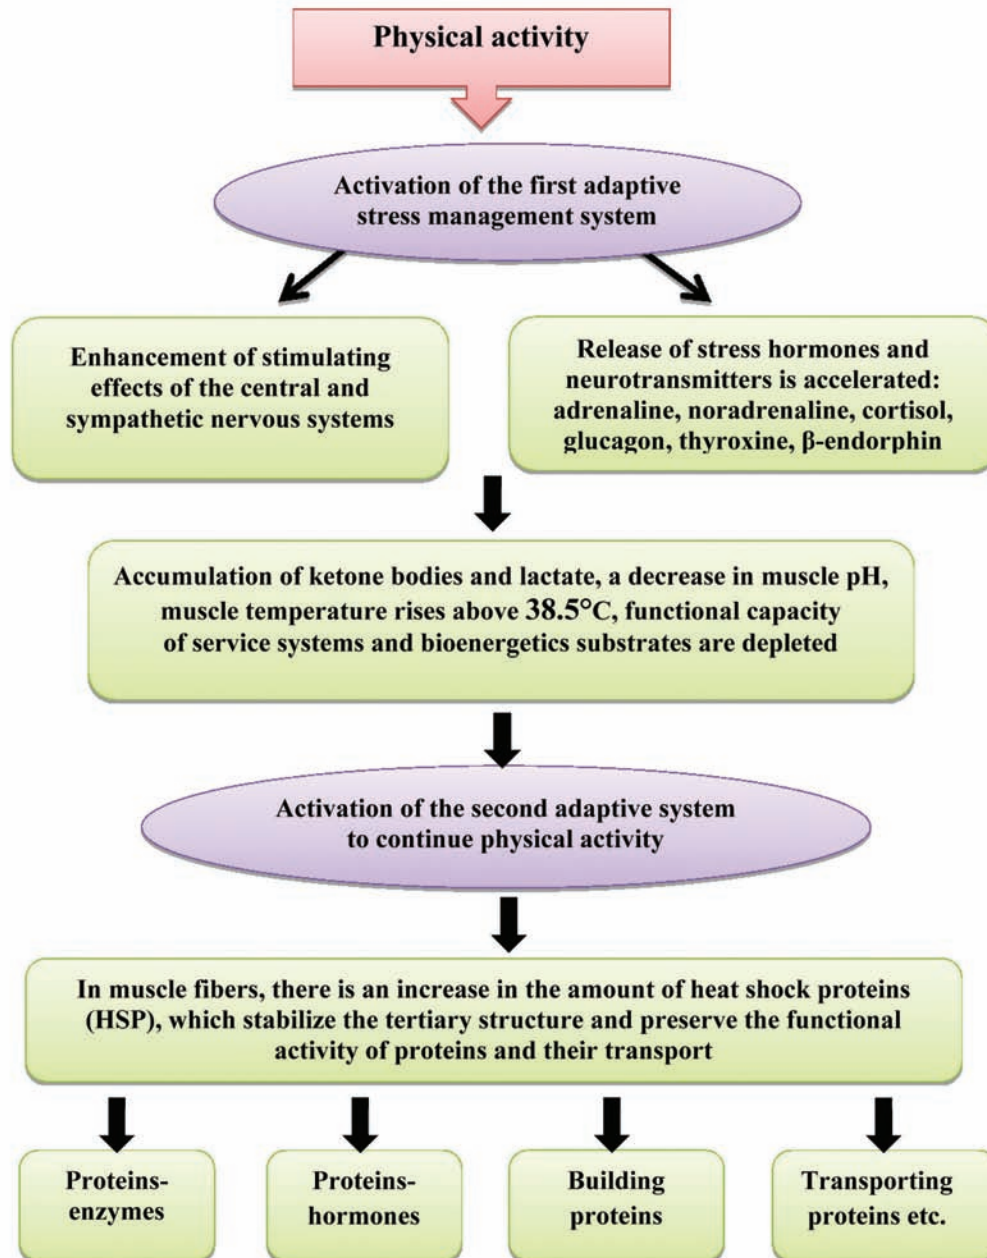 Physical activity
Activation of the first adaptive
stress management system
Enhancement of stimulating
effects of the central and
sympathetic nervous systems
Release of stress hormones and
neurotransmitters is accelerated:
adrenaline, noradrenaline, cortisol,
glucagon, thyroxine, β-endorphin
Accumulation of ketone bodies and lactate, a decrease in muscle pH,
muscle temperature rises above 38.5°C, functional capacity
of service systems and bioenergetics substrates are depleted
Activation of the second adaptive system
to continue physical activity
In muscle fibers, there is an increase in the amount of heat shock proteins
(HSP), which stabilize the tertiary structure and preserve the functional
activity of proteins and their transport
Proteins-
enzymes
Proteins-
hormones
Building
proteins
Transporting
proteins etc.